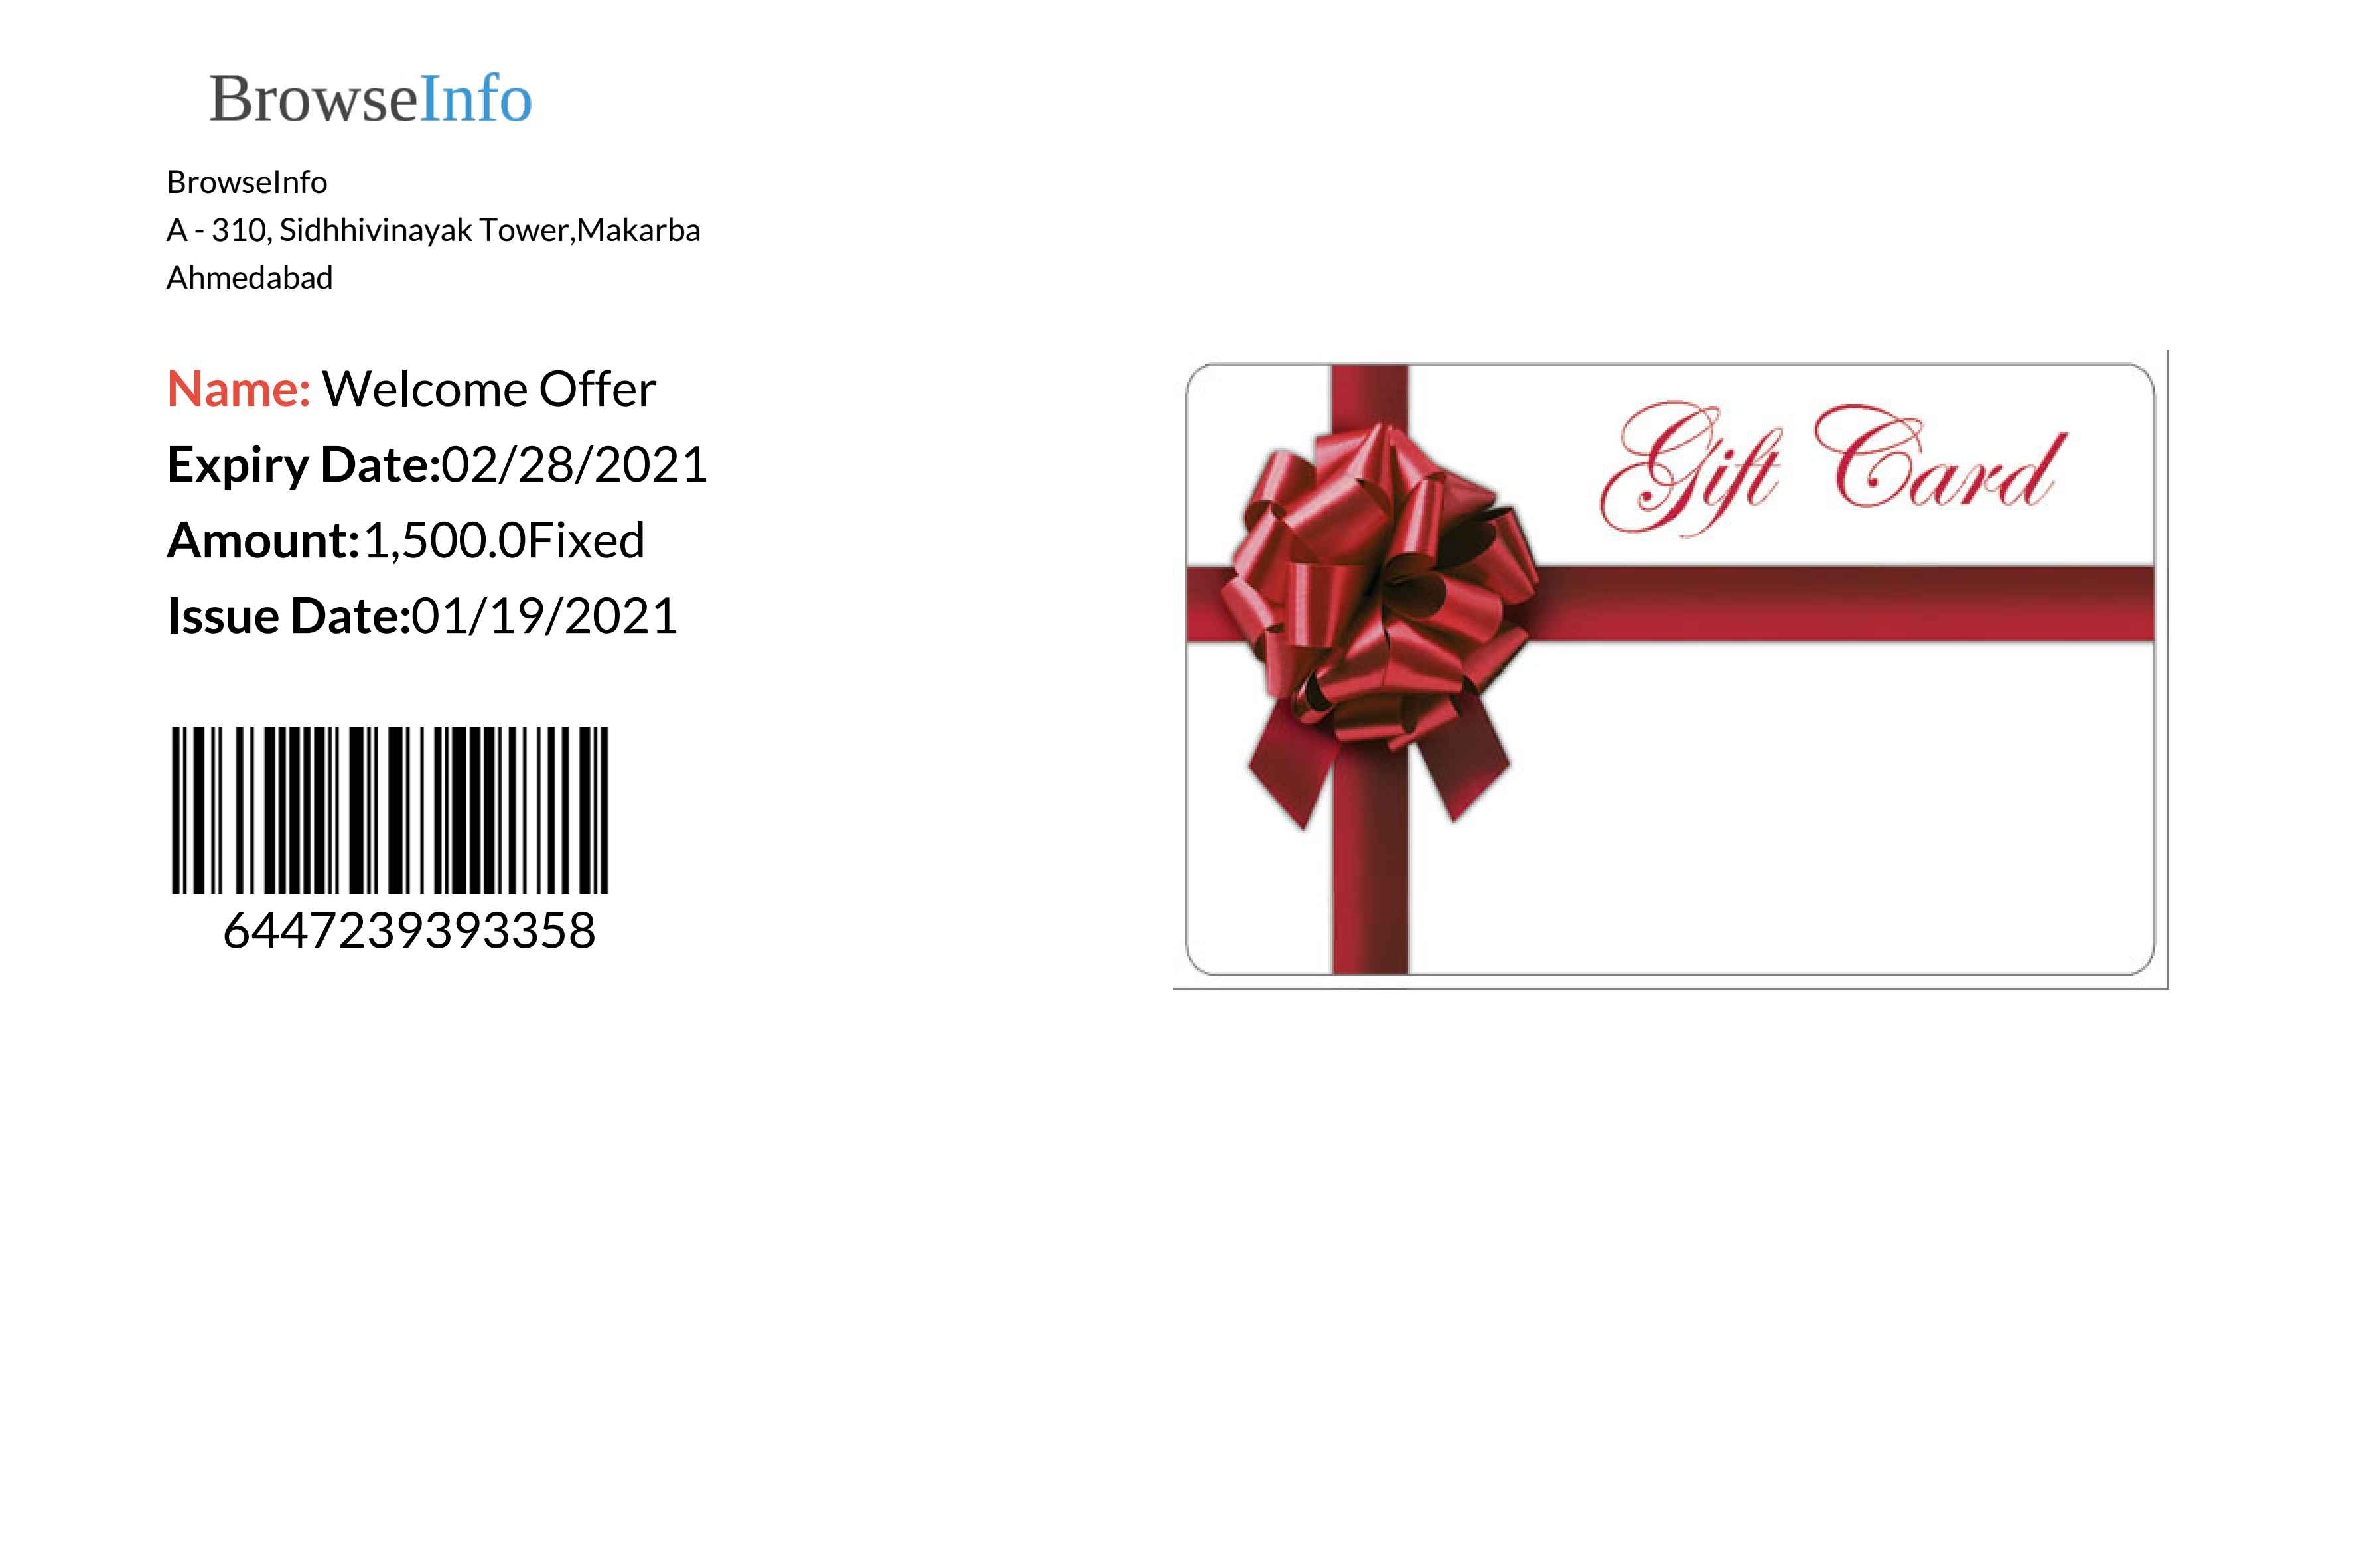 BrowseInfo
BrowseInfo
A - 310, Sidhhivinayak Tower,Makarba
Ahmedabad
Name: Welcome Offer
Expiry Date:02/28/2021
Amount:1,500.0Fixed
Issue Date:01/19/2021
6447239393358
Gift Card